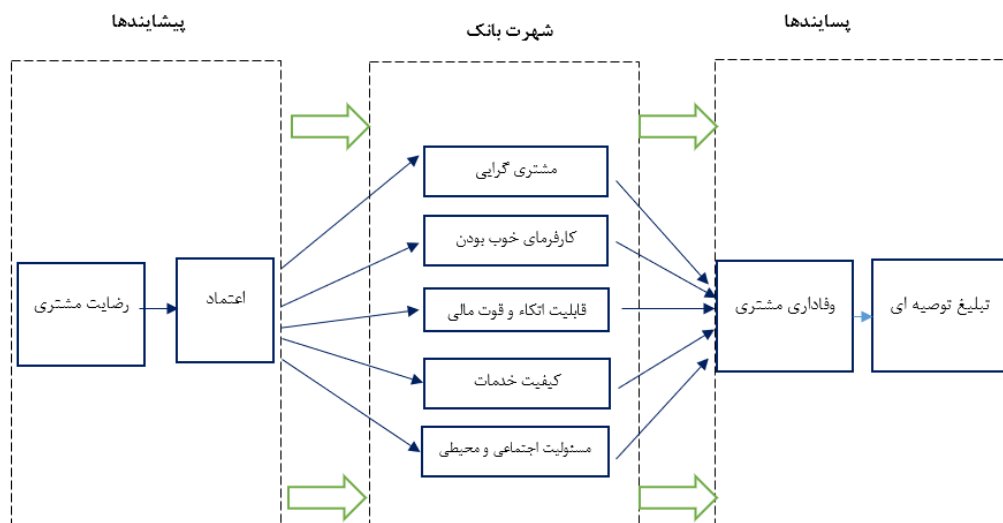 پیشایندها
شهرت بانک
پسایندها
مشتری گرایی
کارفرمای خوب بودن
رضایت مشتری
اعتماد
قابلیت اتکاء و قوت مالی
وفاداری مشتری
تبلیغ توصیه ای
کیفیت خدمات
مسئولیت اجتماعی و محیطی